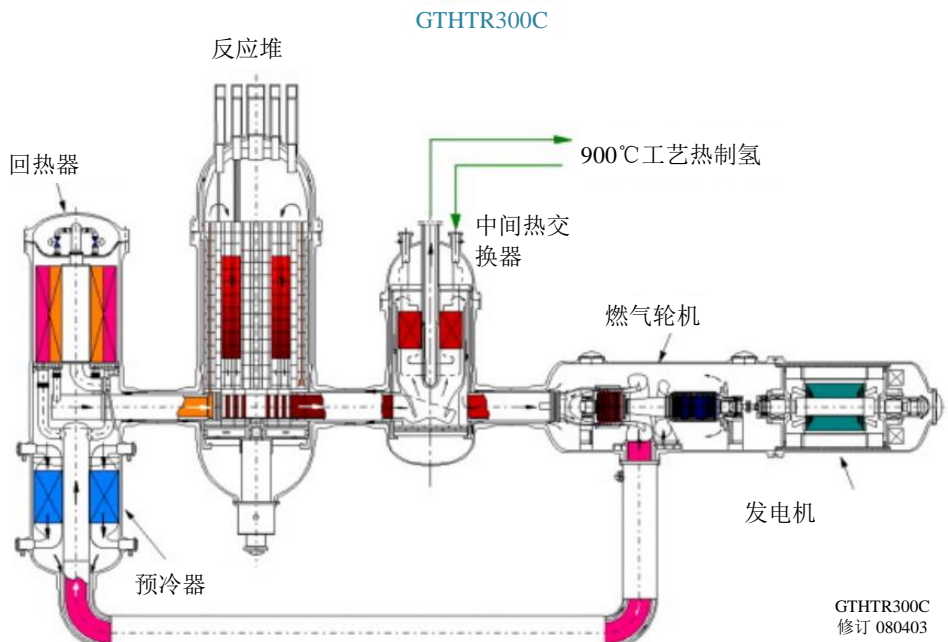 GTHTR300C
反应堆
回热器
900℃工艺热制氢
中间热交
换器
燃气轮机
发电机
预冷器
GTHTR300C
修订 080403